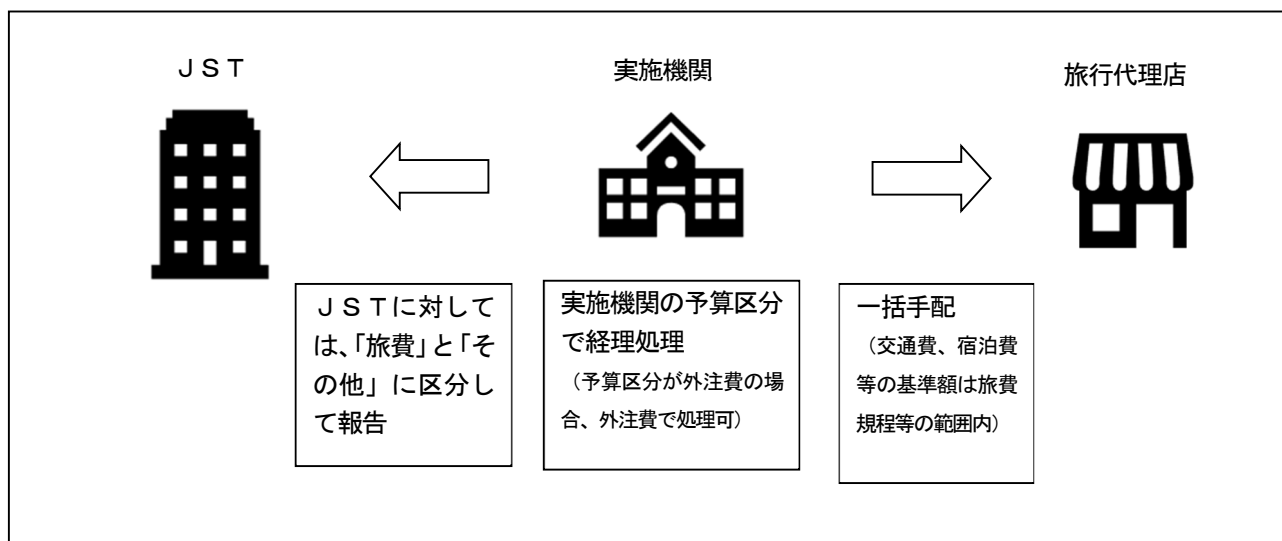 ＪＳＴ
実施機関
旅行代理店
ＪＳＴに対して
は、「旅費」と「そ
の他」に区分し
て報告
実施機関の予算区分
で経理処理
（予算区分が外注費の場
合、外注費で処理可）
一括手配
（交通費、宿泊費
等の基準額は旅費
規程等の範囲内）